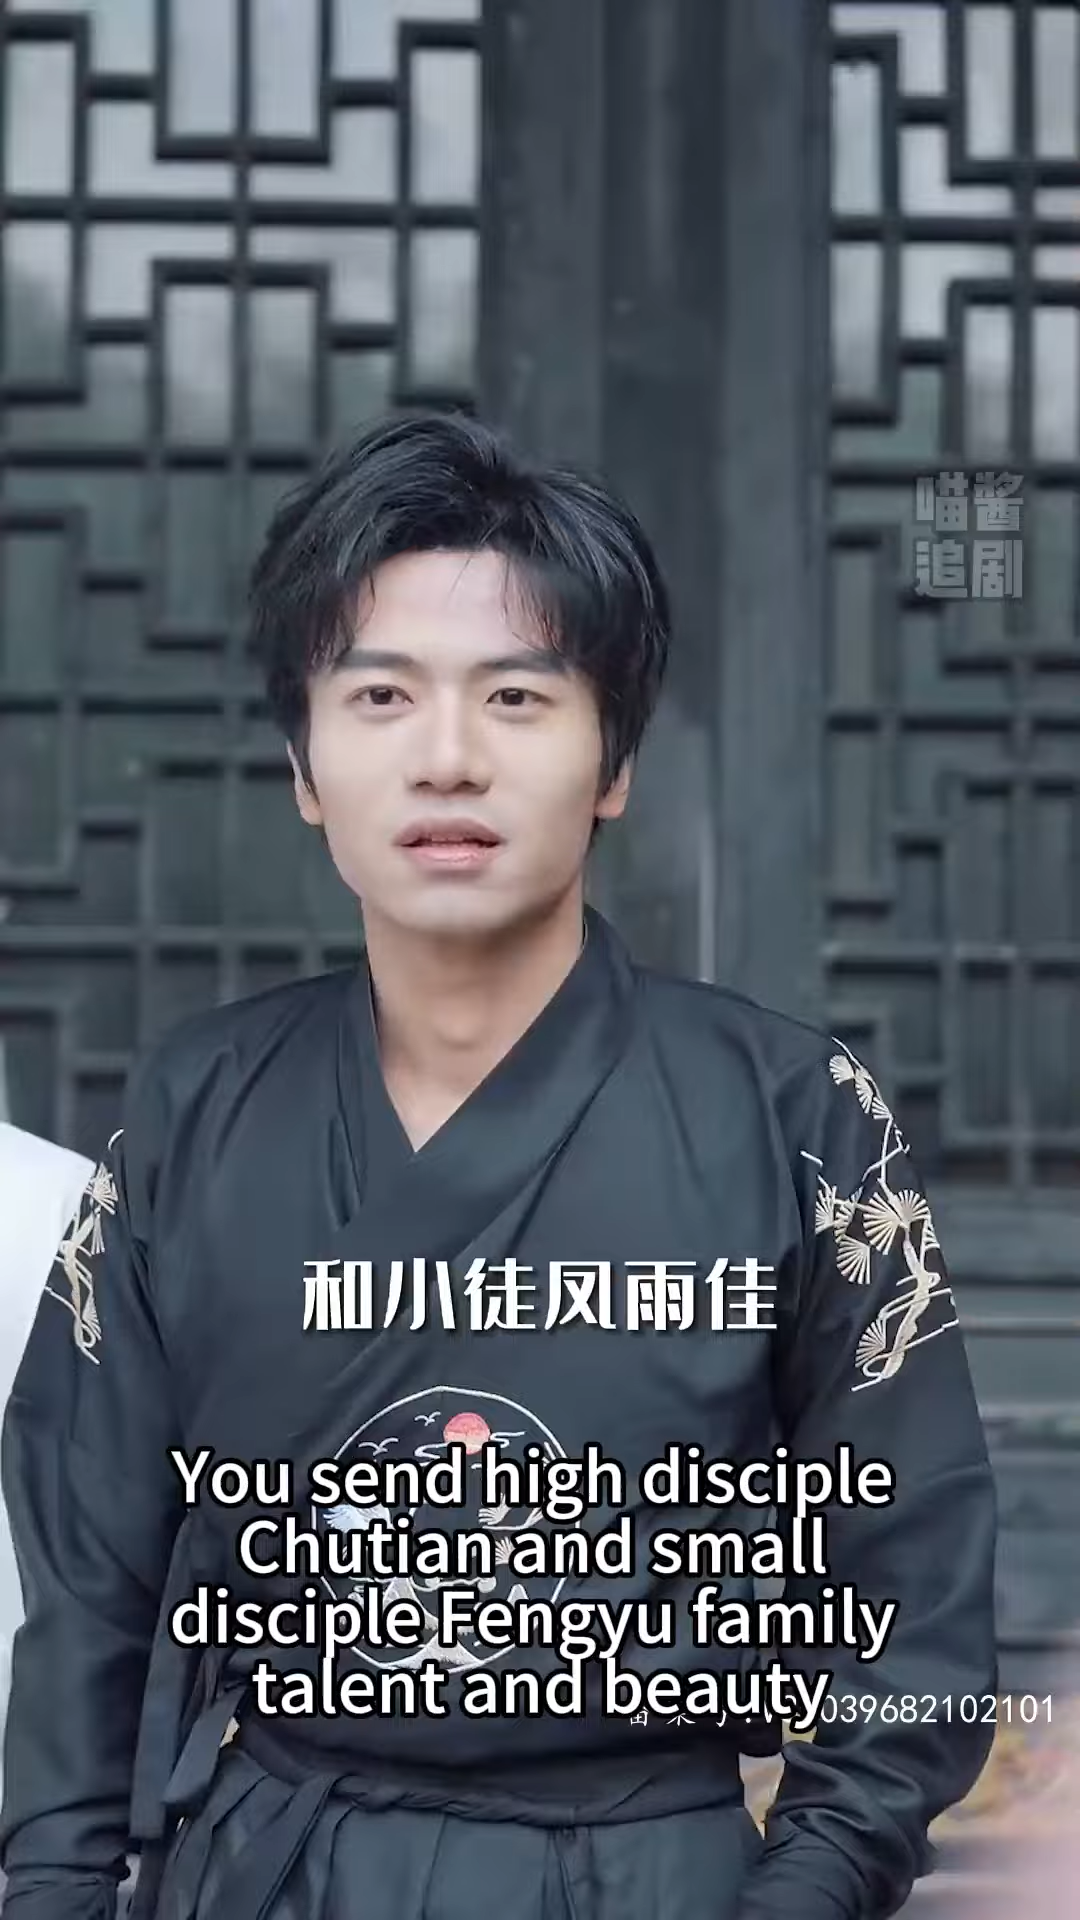 喵酱
追剧
和小徒凤雨佳
You send high disciple
Chutian and small
disciple Fengyu family
talent and beauty
039682102101